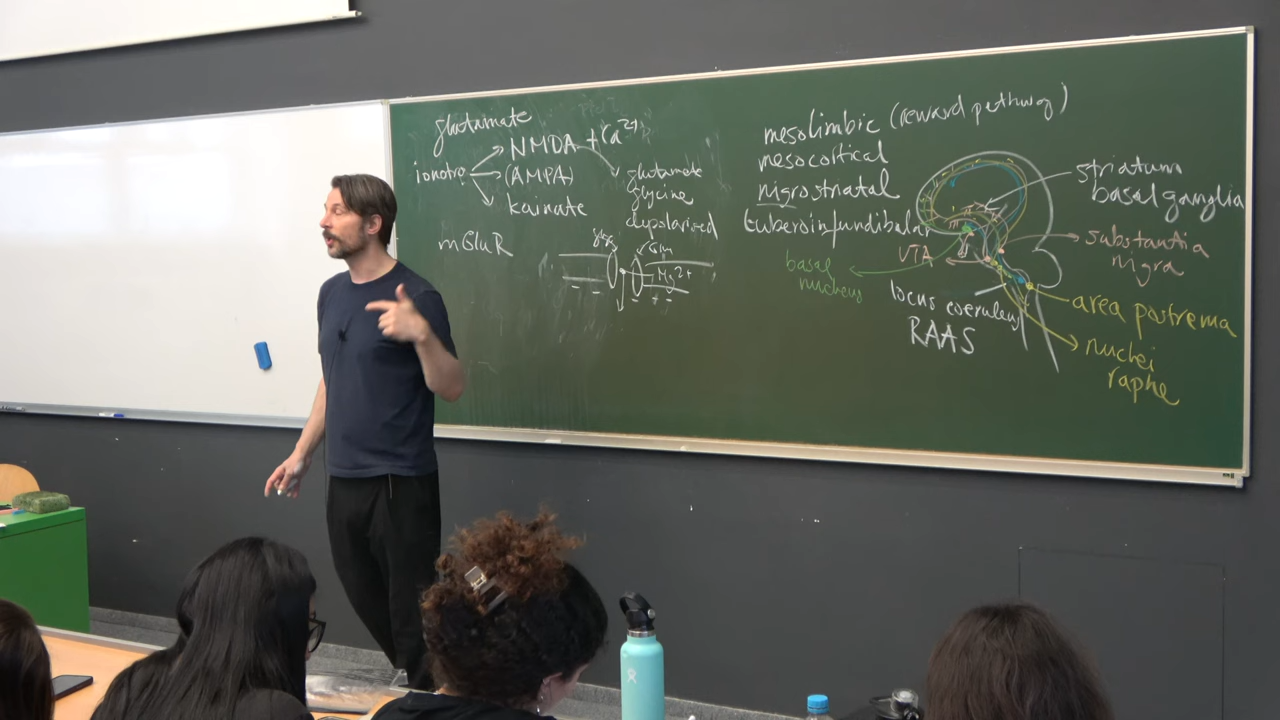 glutamate
NMDA + Ca²⁺
ionotro
(AMPA)
kainate
glutamate
glycine
depolarised
mGluR
Mg²⁺
mesolimbic (reward pathway)
mesocortical
nigrostriatal
tuberoinfundibular
VTA
basal
nucleus
locus coeruleus
RAAS
striatum
basal ganglia
substantia
nigra
area postrema
nuclei
raphe